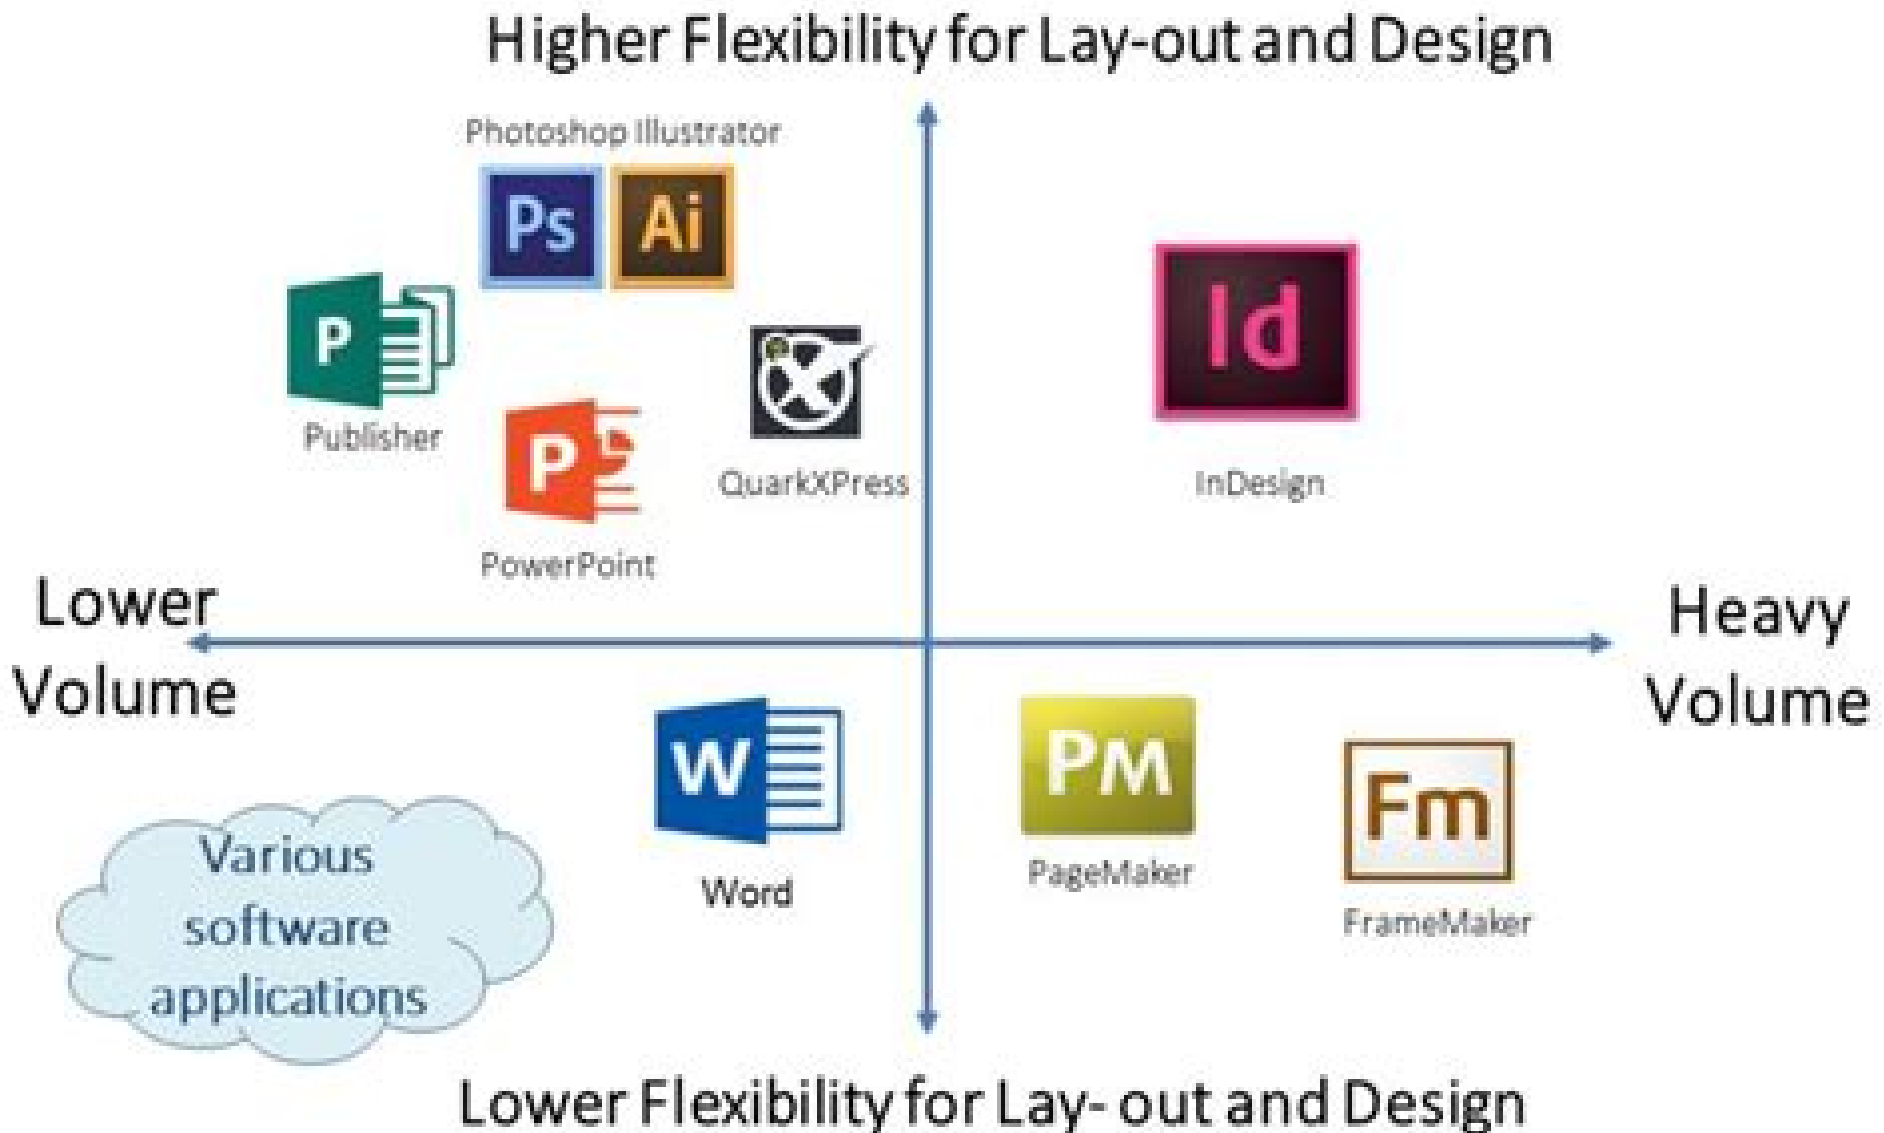 Higher Flexibility for Lay-out and Design
Photoshop Illustrator
Ps Ai
Id
P
Publisher
P
QuarkXPress
InDesign
PowerPoint
Lower
Volume
Heavy
Volume
W
PM
Fm
Word
PageMaker
FrameMaker
Various
software
applications
Lower Flexibility for Lay- out and Design